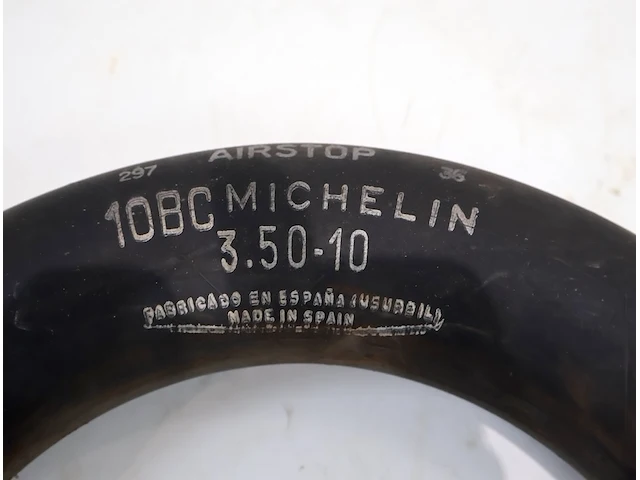 AIRSTOP
297 36
10BC MICHELIN
3.50-10
FABRICADO EN ESPAÑA (USURBIL)
MADE IN SPAIN